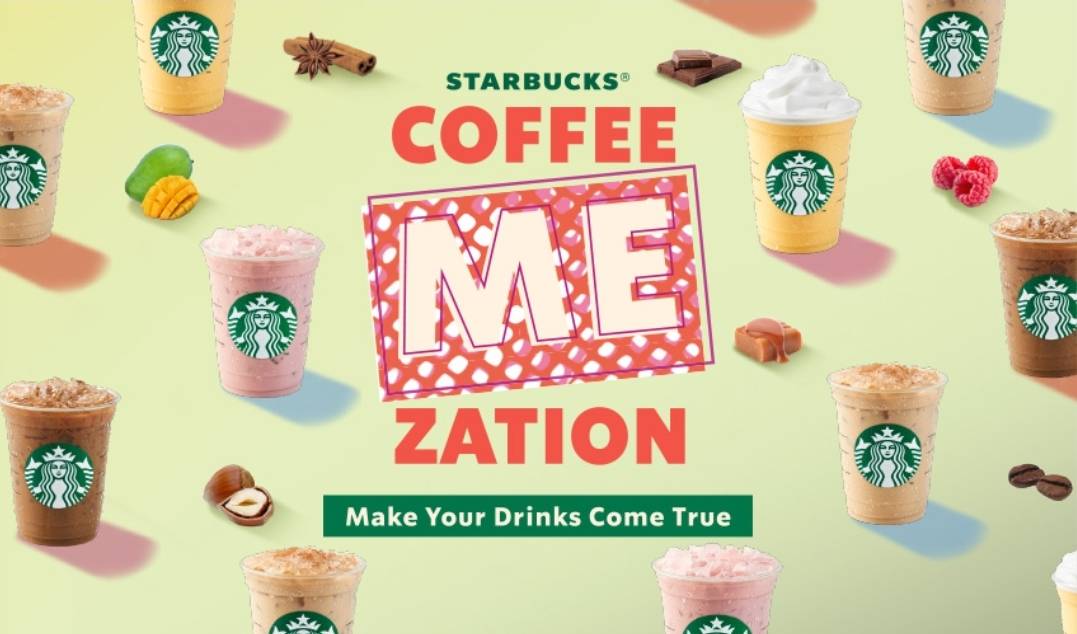 STARBUCKS®
COFFEE
ME
ZATION
Make Your Drinks Come True